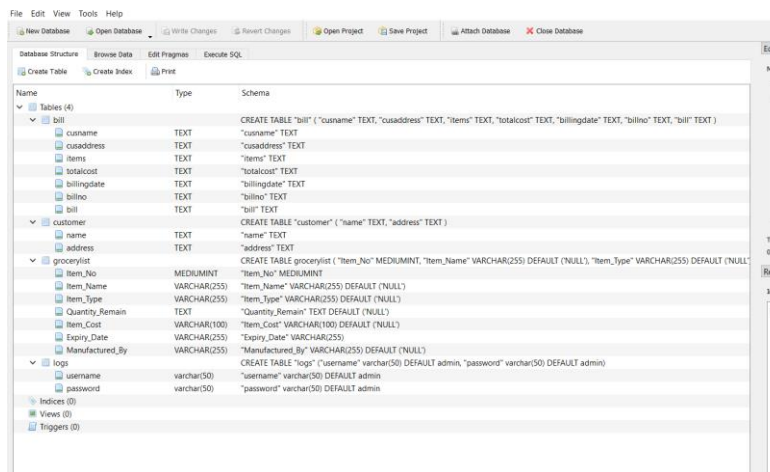 File Edit View Tools Help
New Database Open Database Write Changes Revert Changes Open Project Save Project Attach Database Close Database
Database Structure Browse Data Edit Pragmas Execute SQL
Create Table Create Index Print
Name Type Schema
Tables (4)
bill CREATE TABLE "bill" ( "cusname" TEXT, "cusaddress" TEXT, "items" TEXT, "totalcost" TEXT, "billingdate" TEXT, "billno" TEXT, "bill" TEXT )
cusname TEXT "cusname" TEXT
cusaddress TEXT "cusaddress" TEXT
items TEXT "items" TEXT
totalcost TEXT "totalcost" TEXT
billingdate TEXT "billingdate" TEXT
billno TEXT "billno" TEXT
bill TEXT "bill" TEXT
customer CREATE TABLE "customer" ( "name" TEXT, "address" TEXT )
name TEXT "name" TEXT
address TEXT "address" TEXT
grocerylist CREATE TABLE grocerylist ( "Item_No" MEDIUMINT, "Item_Name" VARCHAR(255) DEFAULT ('NULL'), "Item_Type" VARCHAR(255) DEFAULT ('NULL'
Item_No MEDIUMINT "Item_No" MEDIUMINT
Item_Name VARCHAR(255) "Item_Name" VARCHAR(255) DEFAULT ('NULL')
Item_Type VARCHAR(255) "Item_Type" VARCHAR(255) DEFAULT ('NULL')
Quantity_Remain TEXT "Quantity_Remain" TEXT DEFAULT ('NULL')
Item_Cost VARCHAR(100) "Item_Cost" VARCHAR(100) DEFAULT ('NULL')
Expiry_Date VARCHAR(255) "Expiry_Date" VARCHAR(255)
Manufactured_By VARCHAR(255) "Manufactured_By" VARCHAR(255) DEFAULT ('NULL')
logs CREATE TABLE "logs" ("username" varchar(50) DEFAULT admin, "password" varchar(50) DEFAULT admin)
username varchar(50) "username" varchar(50) DEFAULT admin
password varchar(50) "password" varchar(50) DEFAULT admin
Indices (0)
Views (0)
Triggers (0)